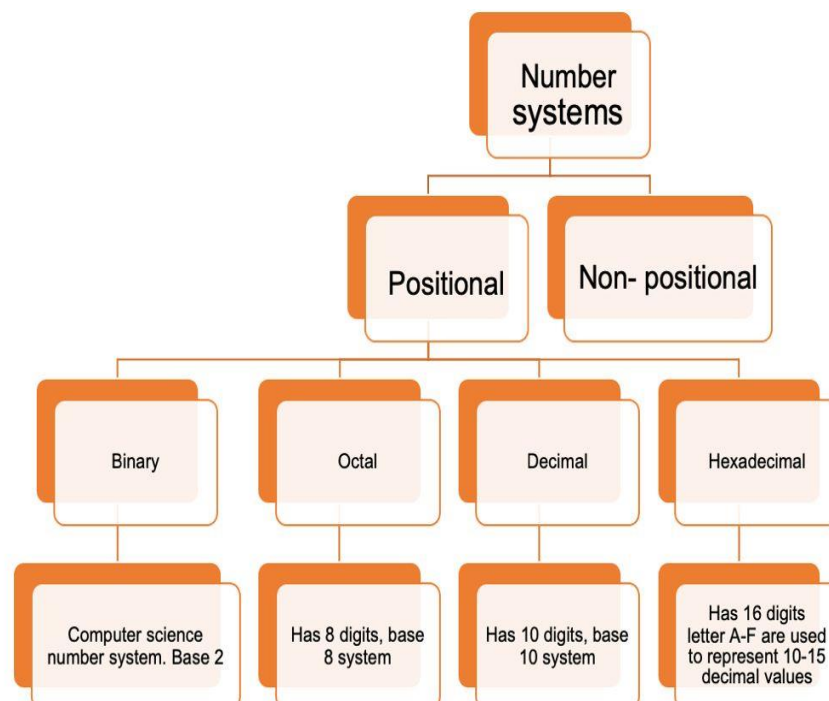 Number
systems
Positional
Non- positional
Binary
Octal
Decimal
Hexadecimal
Computer science
number system. Base 2
Has 8 digits, base
8 system
Has 10 digits, base
10 system
Has 16 digits
letter A-F are used
to represent 10-15
decimal values